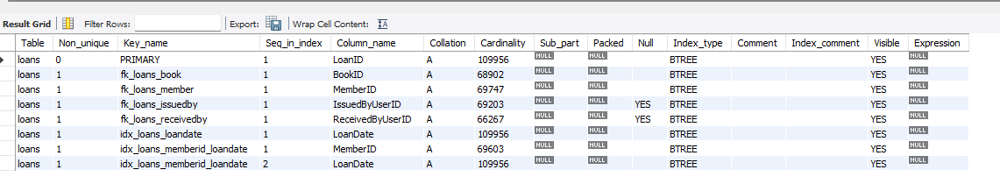 Result Grid Filter Rows: Export: Wrap Cell Content:
Table Non_unique Key_name Seq_in_index Column_name Collation Cardinality Sub_part Packed Null Index_type Comment Index_comment Visible Expression
loans 0 PRIMARY 1 LoanID A 109956 NULL NULL BTREE YES NULL
loans 1 fk_loans_book 1 BookID A 68902 NULL NULL BTREE YES NULL
loans 1 fk_loans_member 1 MemberID A 69747 NULL NULL BTREE YES NULL
loans 1 fk_loans_issuedby 1 IssuedByUserID A 69203 NULL NULL YES BTREE YES NULL
loans 1 fk_loans_receivedby 1 ReceivedByUserID A 66267 NULL NULL YES BTREE YES NULL
loans 1 idx_loans_loandate 1 LoanDate A 109956 NULL NULL BTREE YES NULL
loans 1 idx_loans_memberid_loandate 1 MemberID A 69603 NULL NULL BTREE YES NULL
loans 1 idx_loans_memberid_loandate 2 LoanDate A 109956 NULL NULL BTREE YES NULL